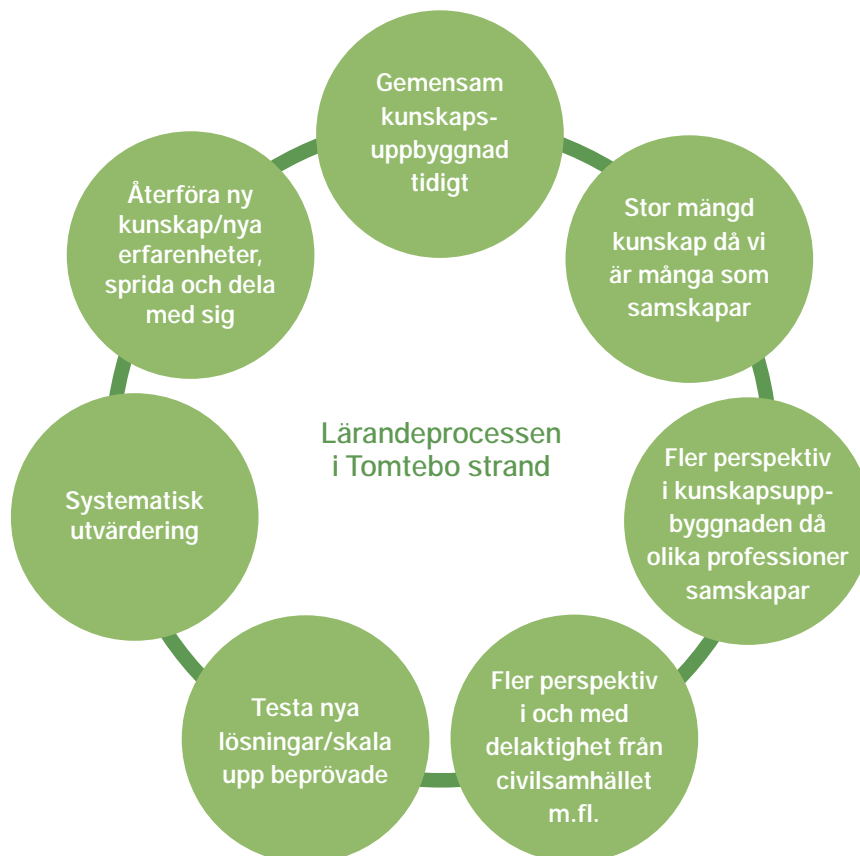 Gemensam
kunskaps-
uppbyggnad
tidigt
Stor mängd
kunskap då vi
är många som
samskapar
Fler perspektiv
i kunskapsupp-
byggnaden då
olika professioner
samskapar
Fler perspektiv
i och med
delaktighet från
civilsamhället
m.fl.
Testa nya
lösningar/skala
upp beprövade
Systematisk
utvärdering
Återföra ny
kunskap/nya
erfarenheter,
sprida och dela
med sig
Lärandeprocessen
i Tomtebo strand